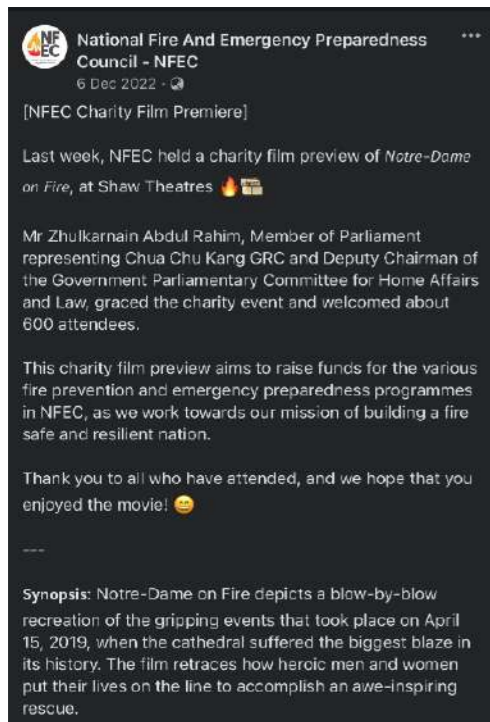 NF
EC
National Fire And Emergency Preparedness
Council - NFEC
6 Dec 2022 ·
[NFEC Charity Film Premiere]
Last week, NFEC held a charity film preview of Notre-Dame
on Fire, at Shaw Theatres 🔥🎬
Mr Zhulkarnain Abdul Rahim, Member of Parliament
representing Chua Chu Kang GRC and Deputy Chairman of
the Government Parliamentary Committee for Home Affairs
and Law, graced the charity event and welcomed about
600 attendees.
This charity film preview aims to raise funds for the various
fire prevention and emergency preparedness programmes
in NFEC, as we work towards our mission of building a fire
safe and resilient nation.
Thank you to all who have attended, and we hope that you
enjoyed the movie! 😄
---
Synopsis: Notre-Dame on Fire depicts a blow-by-blow
recreation of the gripping events that took place on April
15, 2019, when the cathedral suffered the biggest blaze in
its history. The film retraces how heroic men and women
put their lives on the line to accomplish an awe-inspiring
rescue.